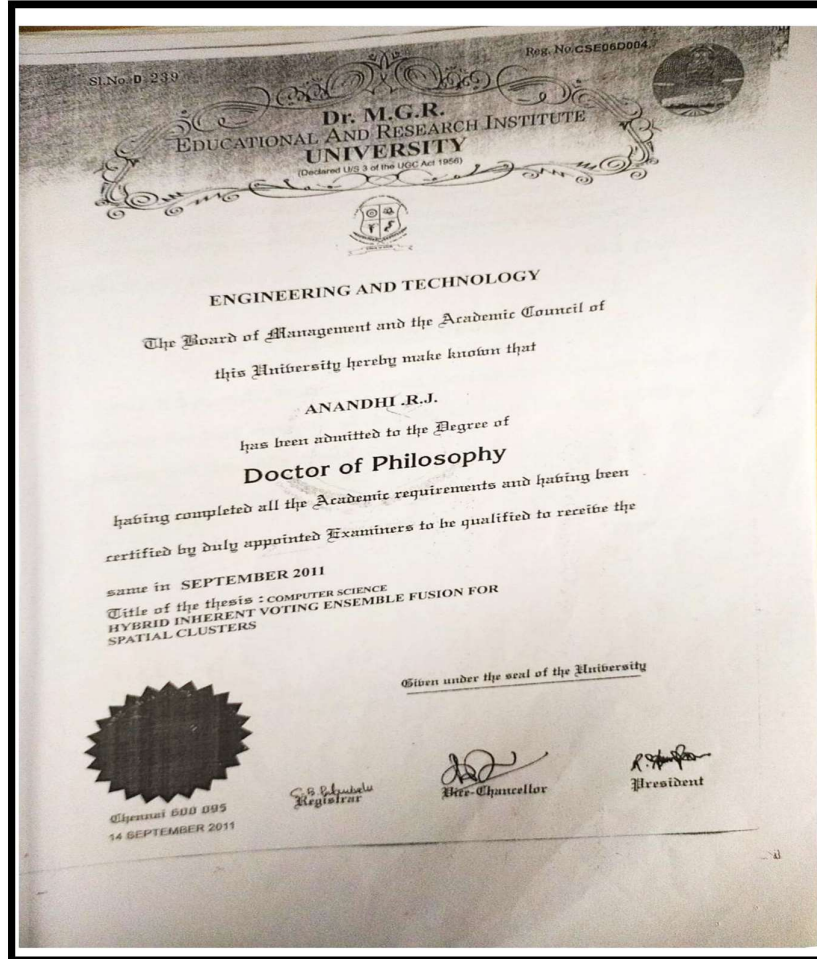 Sl.No. D 239
Reg. No. CSE06D004
Dr. M.G.R.
EDUCATIONAL AND RESEARCH INSTITUTE
UNIVERSITY
(Declared U/S 3 of the UGC Act 1956)
ENGINEERING AND TECHNOLOGY
The Board of Management and the Academic Council of
this University hereby make known that
ANANDHI .R.J.
has been admitted to the Degree of
Doctor of Philosophy
having completed all the Academic requirements and having been
certified by duly appointed Examiners to be qualified to receive the
same in SEPTEMBER 2011
Title of the thesis : COMPUTER SCIENCE
HYBRID INHERENT VOTING ENSEMBLE FUSION FOR
SPATIAL CLUSTERS
Given under the seal of the University
Registrar
Vice-Chancellor
President
Chennai 600 095
14 SEPTEMBER 2011